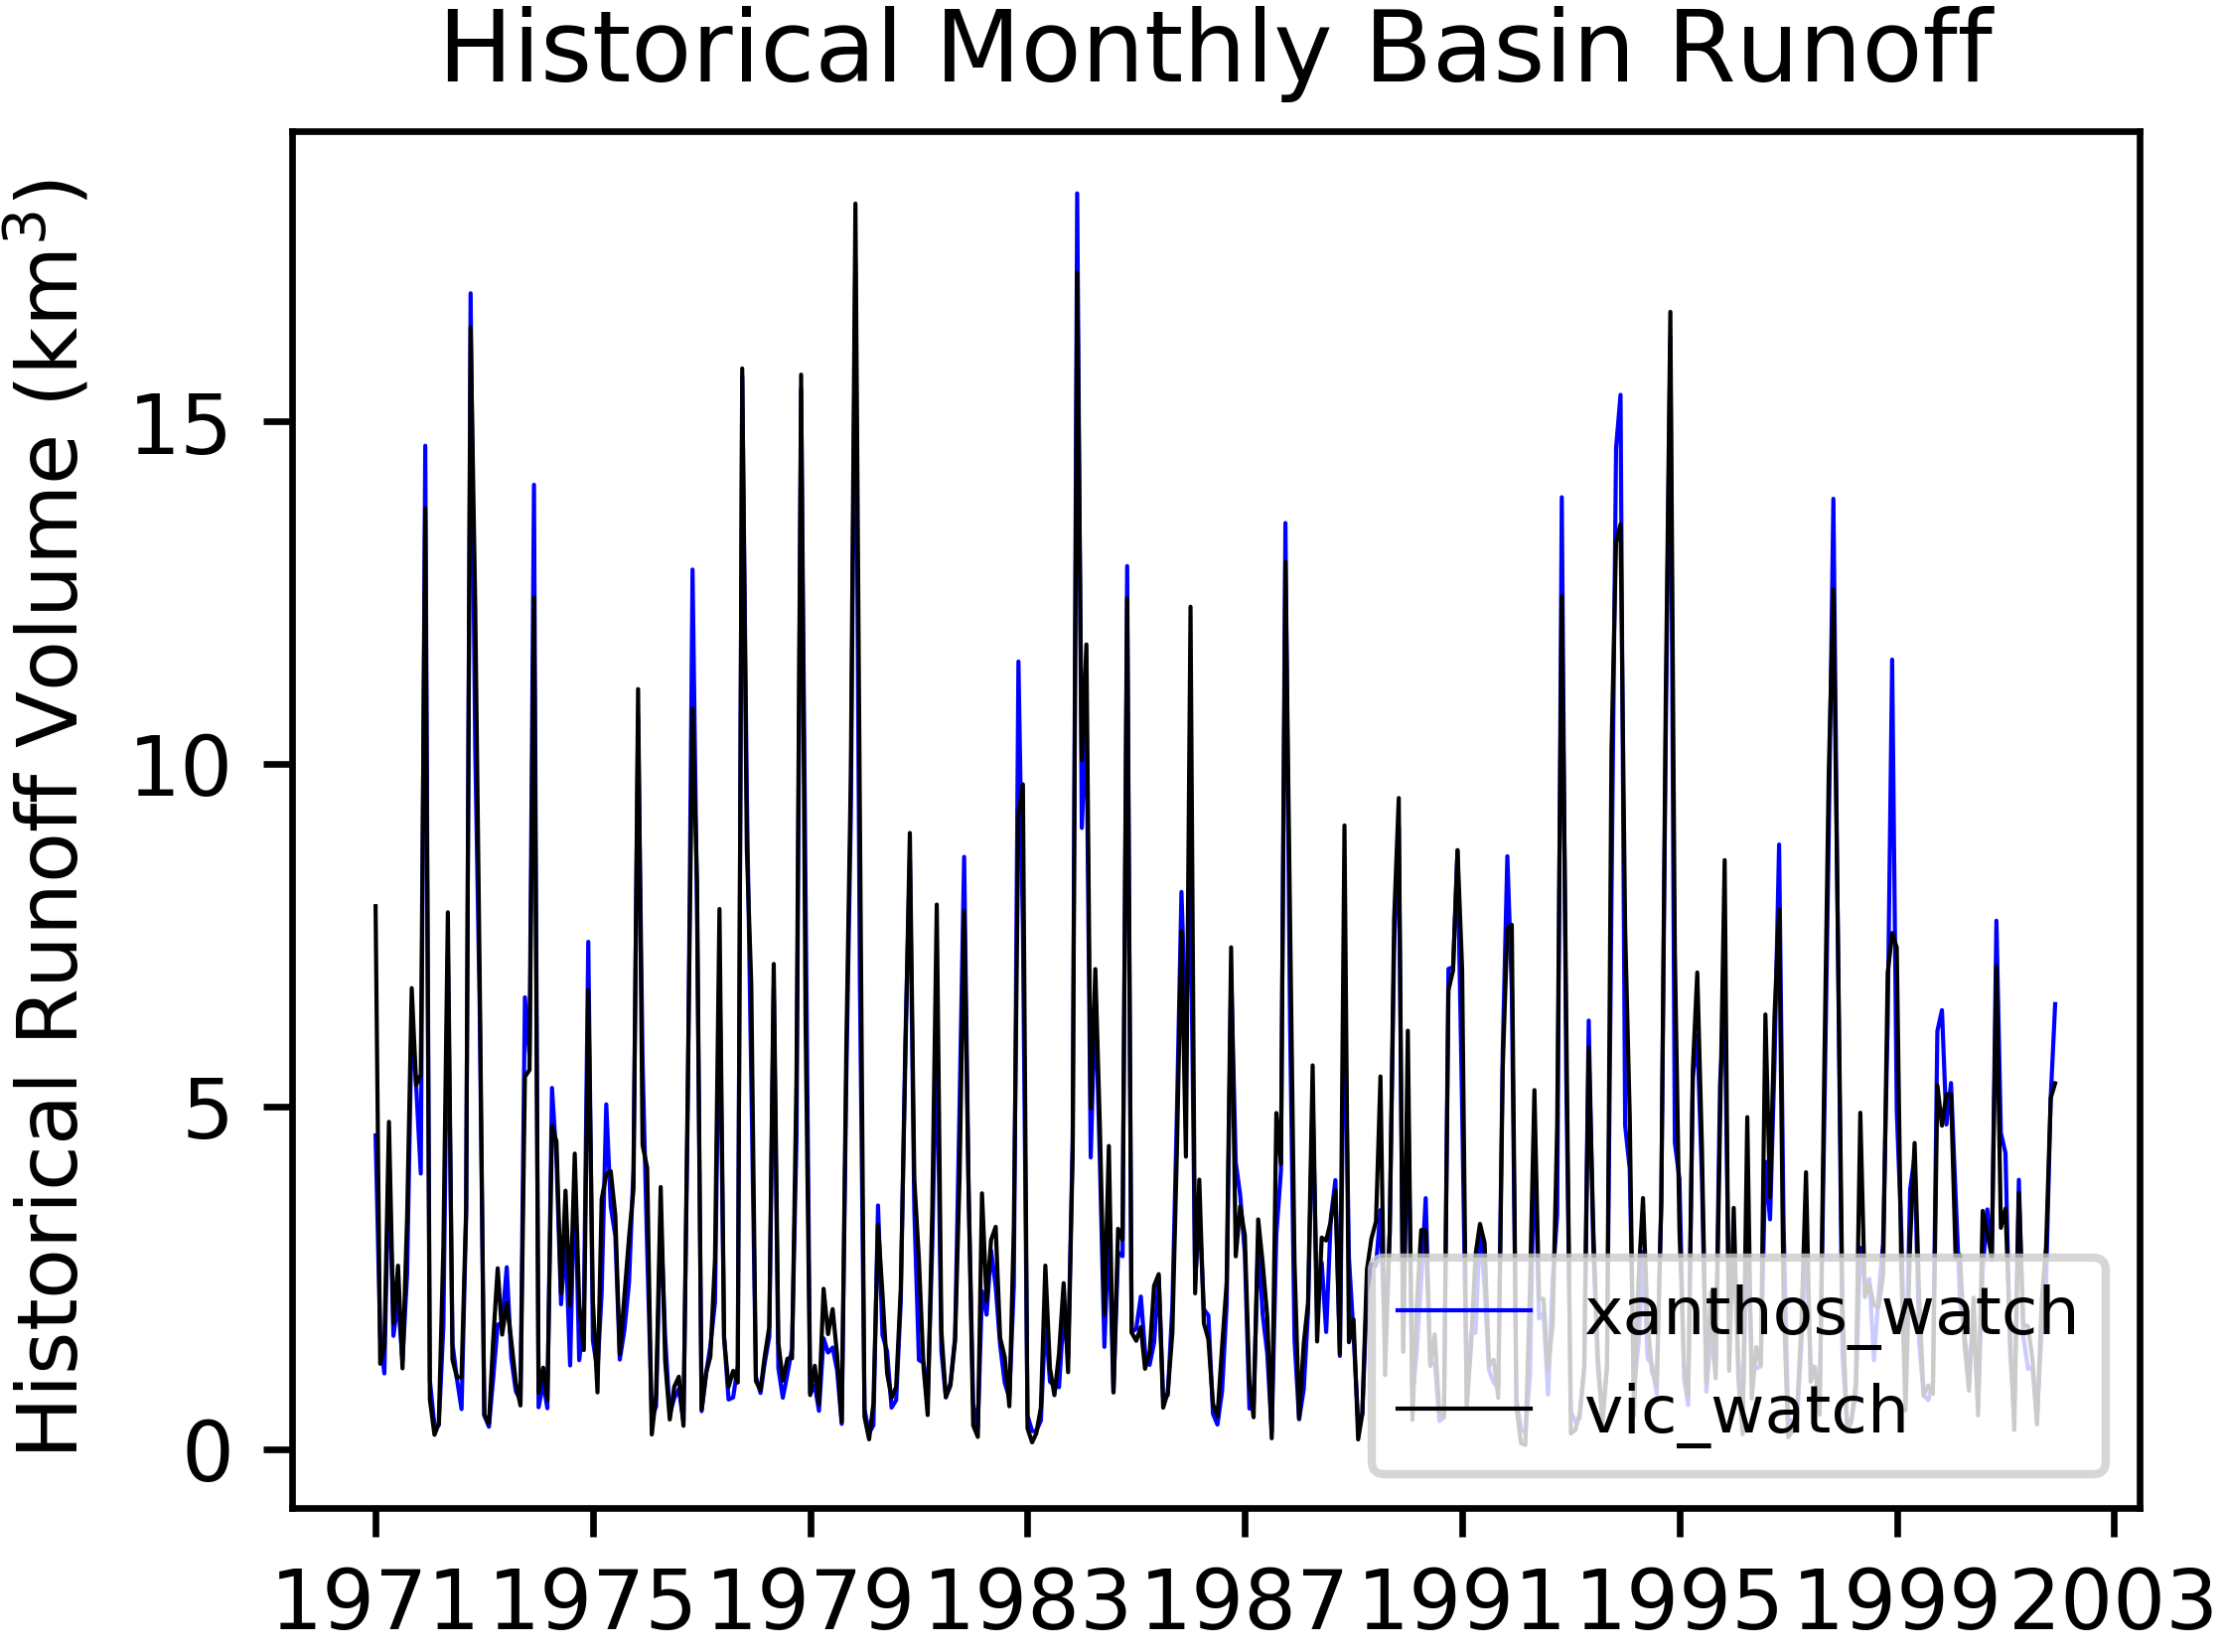 Historical Monthly Basin Runoff
Historical Runoff Volume (km³)
15
10
5
0
xanthos_watch
vic_watch
1971 1975 1979 1983 1987 1991 1995 1999 2003